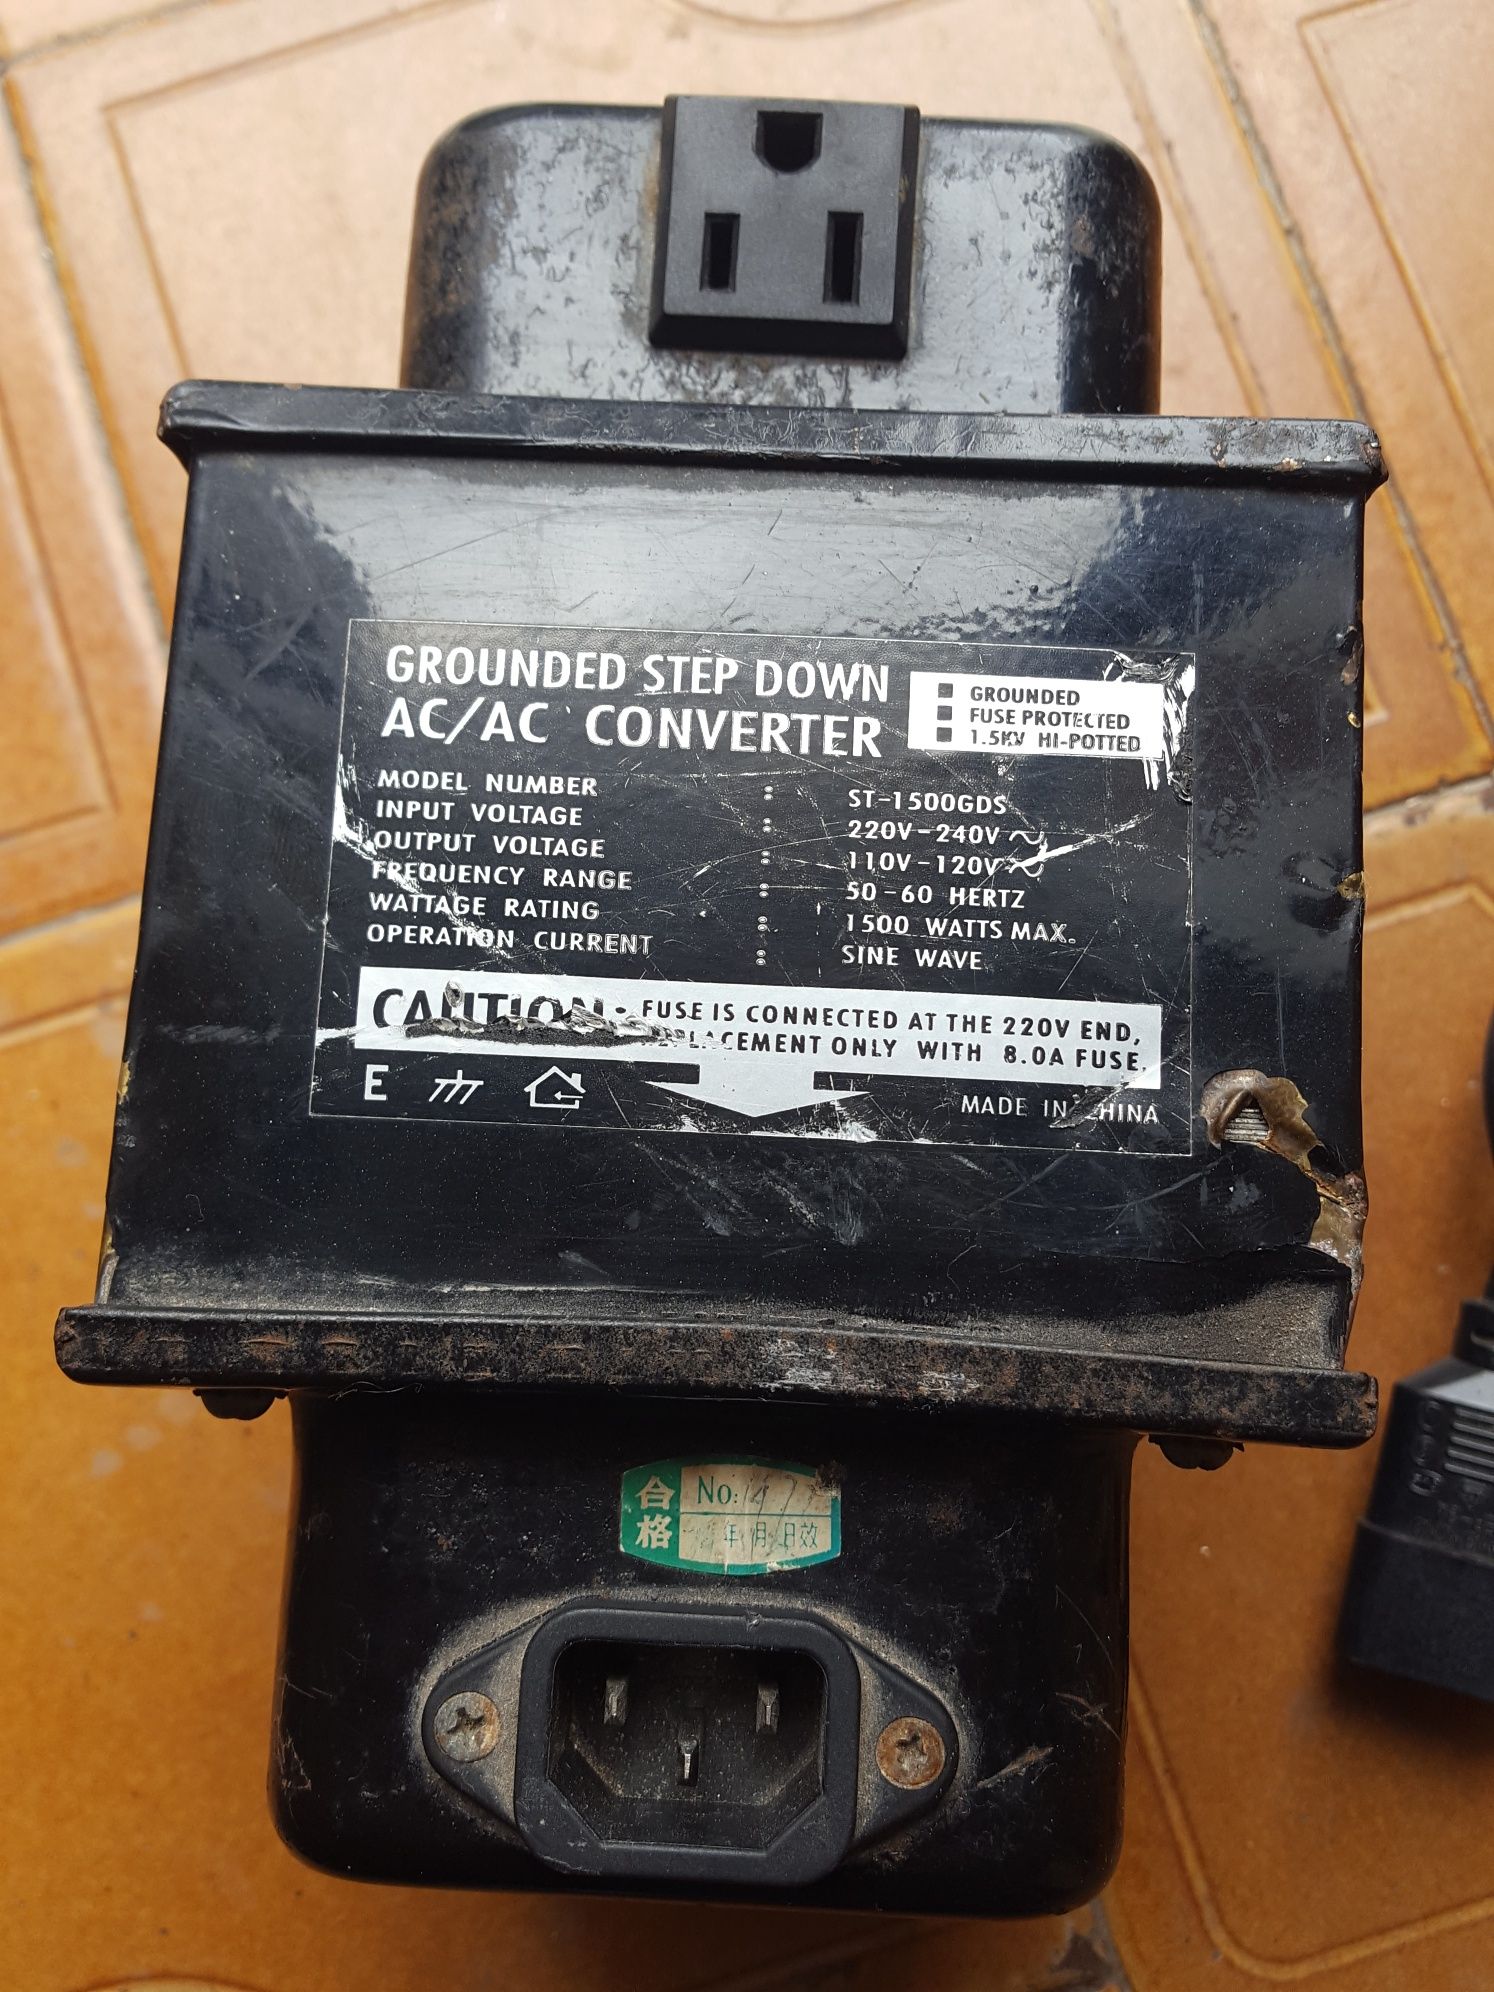 GROUNDED STEP DOWN
AC/AC CONVERTER
GROUNDED
FUSE PROTECTED
1.5KV HI-POTTED
MODEL NUMBER : ST-1500GDS
INPUT VOLTAGE : 220V-240V ~
OUTPUT VOLTAGE : 110V-120V ~
FREQUENCY RANGE : 50-60 HERTZ
WATTAGE RATING : 1500 WATTS MAX.
OPERATION CURRENT : SINE WAVE
CAUTION - FUSE IS CONNECTED AT THE 220V END,
REPLACEMENT ONLY WITH 8.0A FUSE.
E
MADE IN CHINA
合格
No:
年 月 日效